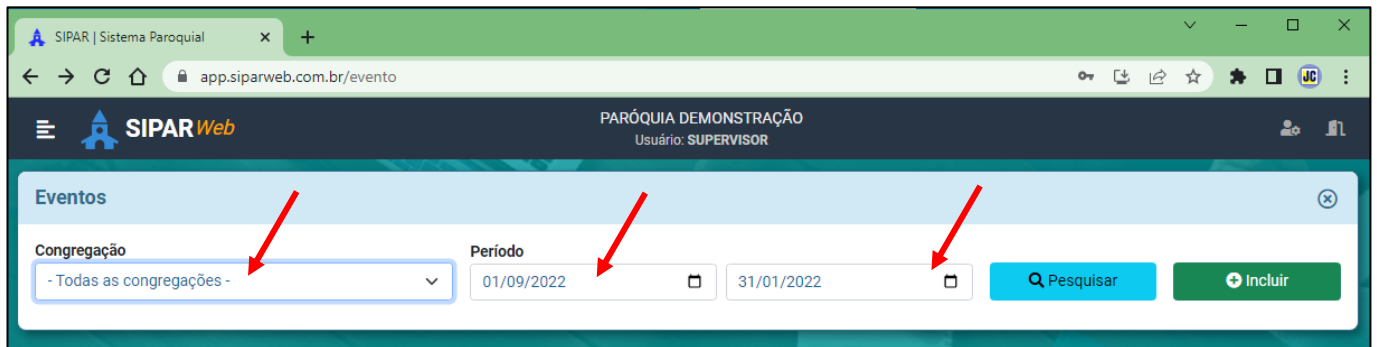 SIPAR | Sistema Paroquial
app.siparweb.com.br/evento
JC
SIPAR Web
PARÓQUIA DEMONSTRAÇÃO
Usuário: SUPERVISOR
Eventos
Congregação
Período
- Todas as congregações -
01/09/2022
31/01/2022
Pesquisar
Incluir